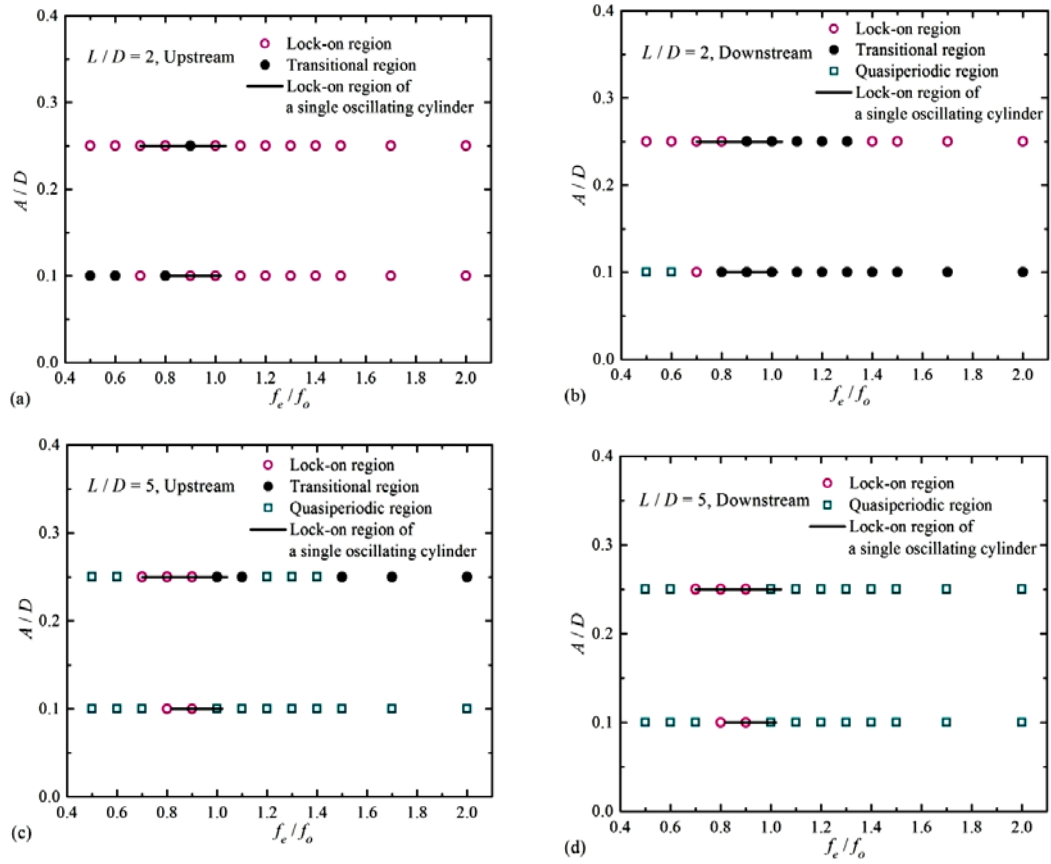 0.4
0.3
0.2
0.1
0.0
A / D
L / D = 2, Upstream
Lock-on region
Transitional region
Lock-on region of
a single oscillating cylinder
0.4 0.6 0.8 1.0 1.2 1.4 1.6 1.8 2.0
f_e / f_o
(a)
0.4
0.3
0.2
0.1
0.0
A / D
L / D = 2, Downstream
Lock-on region
Transitional region
Quasiperiodic region
Lock-on region of
a single oscillating cylinder
0.4 0.6 0.8 1.0 1.2 1.4 1.6 1.8 2.0
f_e / f_o
(b)
0.4
0.3
0.2
0.1
0.0
A / D
L / D = 5, Upstream
Lock-on region
Transitional region
Quasiperiodic region
Lock-on region of
a single oscillating cylinder
0.4 0.6 0.8 1.0 1.2 1.4 1.6 1.8 2.0
f_e / f_o
(c)
0.4
0.3
0.2
0.1
0.0
A / D
L / D = 5, Downstream
Lock-on region
Quasiperiodic region
Lock-on region of
a single oscillating cylinder
0.4 0.6 0.8 1.0 1.2 1.4 1.6 1.8 2.0
f_e / f_o
(d)